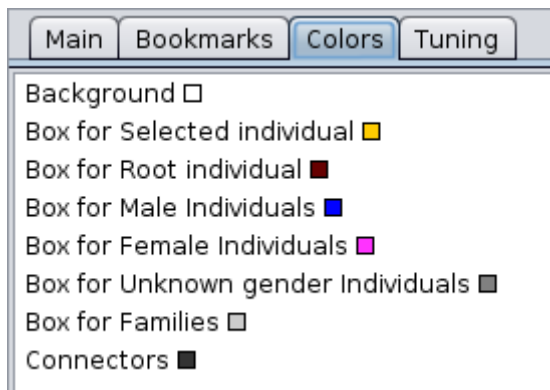 Main Bookmarks Colors Tuning
Background
Box for Selected individual
Box for Root individual
Box for Male Individuals
Box for Female Individuals
Box for Unknown gender Individuals
Box for Families
Connectors